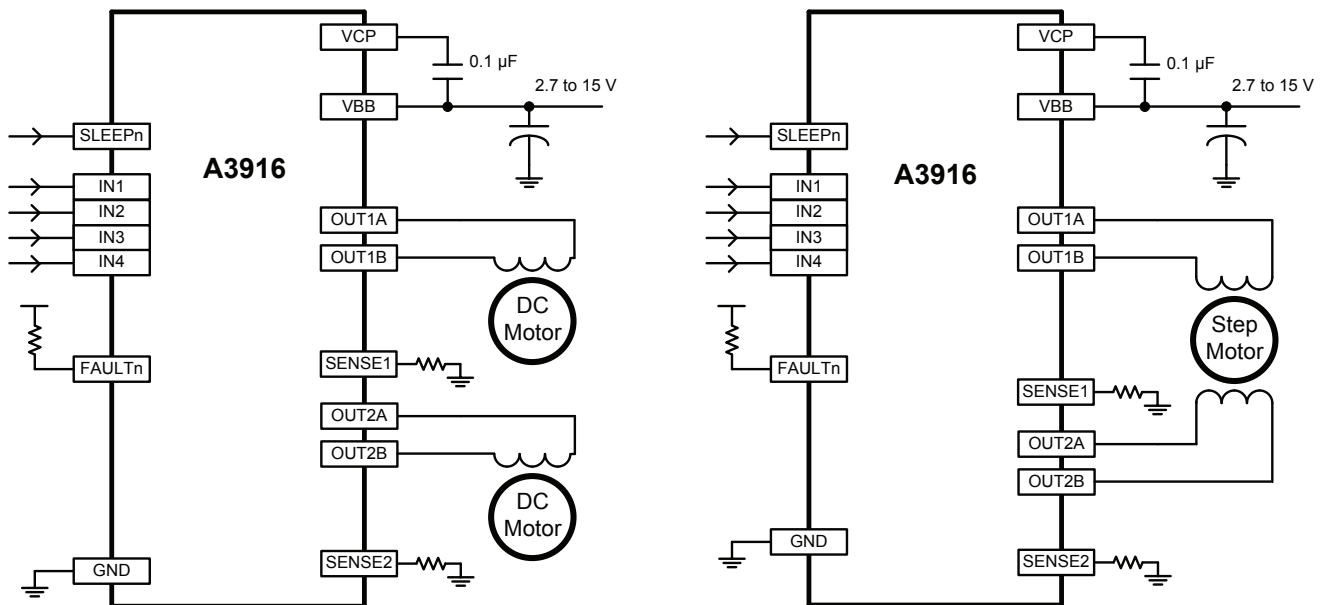 VCP
0.1 µF
2.7 to 15 V
VBB
SLEEPn
A3916
IN1
IN2
IN3
IN4
OUT1A
OUT1B
DC
Motor
FAULTn
SENSE1
OUT2A
OUT2B
DC
Motor
GND
SENSE2
VCP
0.1 µF
2.7 to 15 V
VBB
SLEEPn
A3916
IN1
IN2
IN3
IN4
OUT1A
OUT1B
Step
Motor
FAULTn
SENSE1
OUT2A
OUT2B
GND
SENSE2